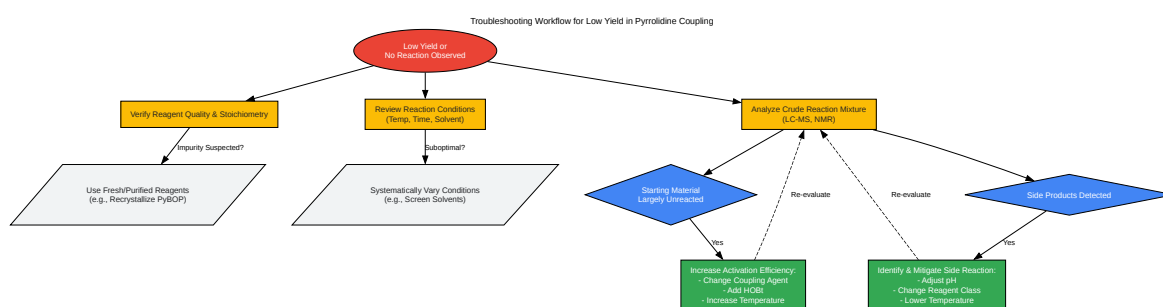 Troubleshooting Workflow for Low Yield in Pyrrolidine Coupling
Low Yield or
No Reaction Observed
Verify Reagent Quality & Stoichiometry
Review Reaction Conditions
(Temp, Time, Solvent)
Analyze Crude Reaction Mixture
(LC-MS, NMR)
Impurity Suspected?
Suboptimal?
Use Fresh/Purified Reagents
(e.g., Recrystallize PyBOP)
Systematically Vary Conditions
(e.g., Screen Solvents)
Starting Material
Largely Unreacted
Re-evaluate
Re-evaluate
Side Products Detected
Yes
Yes
Increase Activation Efficiency:
- Change Coupling Agent
- Add HOBt
- Increase Temperature
Identify & Mitigate Side Reaction:
- Adjust pH
- Change Reagent Class
- Lower Temperature